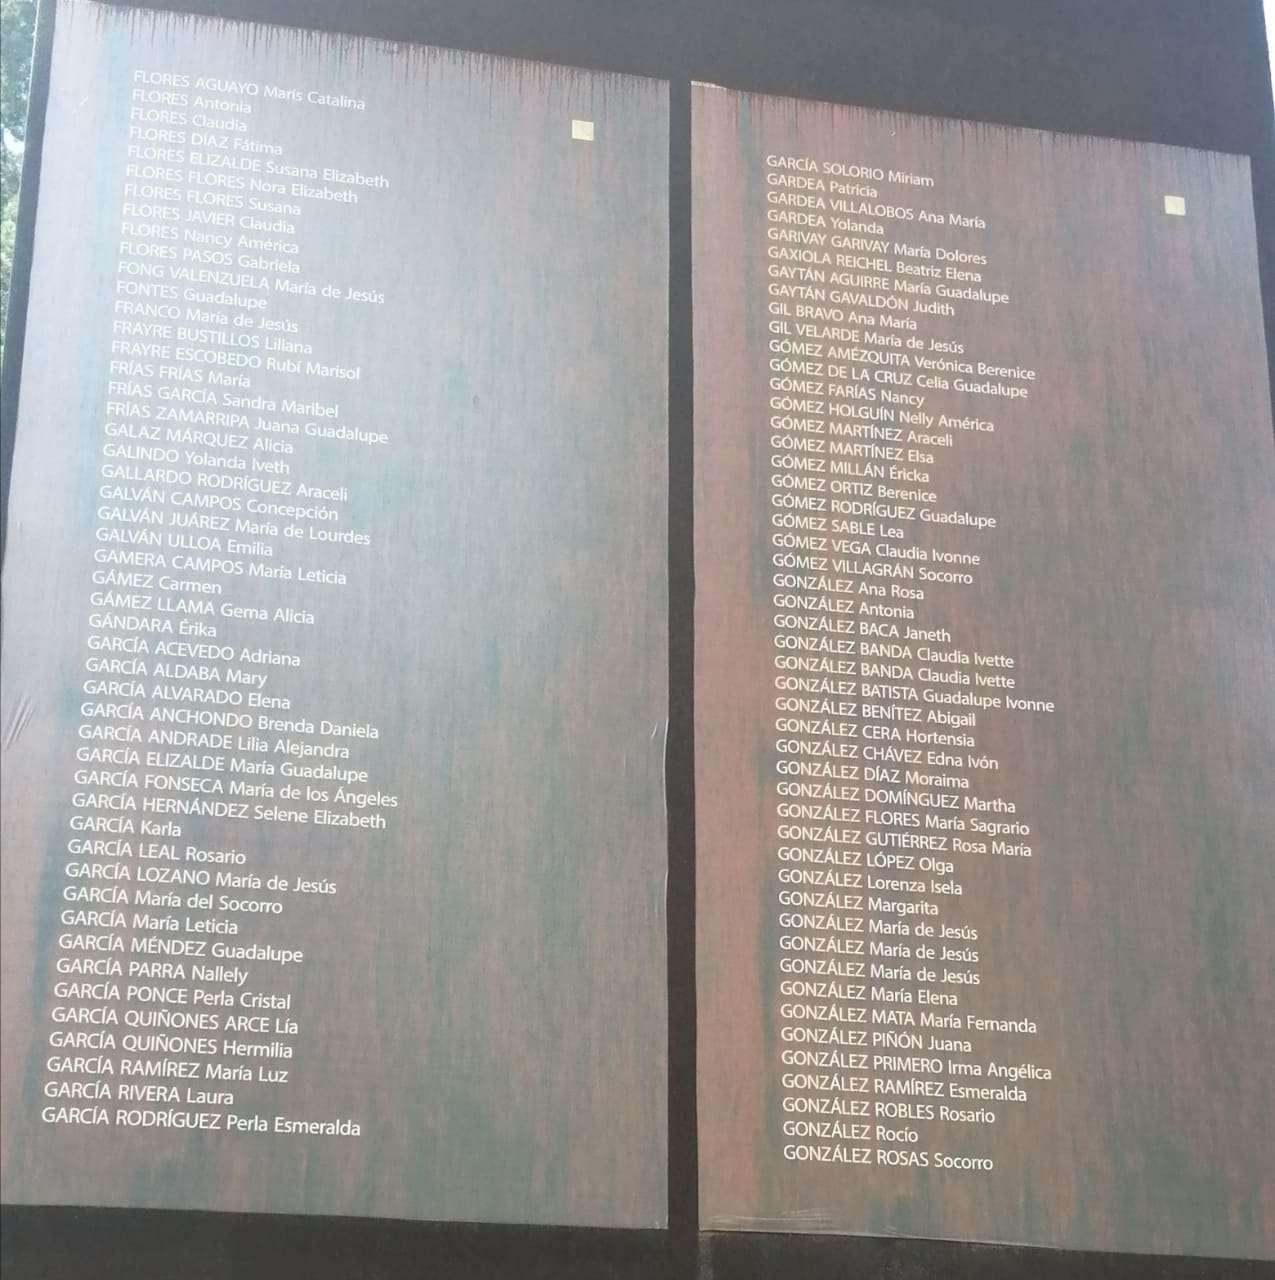 FLORES AGUAYO Maris Catalina
FLORES Antonia
FLORES Claudia
FLORES DÍAZ Fátima
FLORES ELIZALDE Susana Elizabeth
FLORES FLORES Nora Elizabeth
FLORES FLORES Susana
FLORES JAVIER Claudia
FLORES Nancy América
FLORES PASOS Gabriela
FONG VALENZUELA María de Jesús
FONTES Guadalupe
FRANCO María de Jesús
FRAYRE BUSTILLOS Liliana
FRAYRE ESCOBEDO Rubí Marisol
FRÍAS FRÍAS María
FRÍAS GARCÍA Sandra Maribel
FRÍAS ZAMARRIPA Juana Guadalupe
GALAZ MÁRQUEZ Alicia
GALINDO Yolanda Iveth
GALLARDO RODRÍGUEZ Araceli
GALVÁN CAMPOS Concepción
GALVÁN JUÁREZ María de Lourdes
GALVÁN ULLOA Emilia
GAMERA CAMPOS María Leticia
GÁMEZ Carmen
GÁMEZ LLAMA Gema Alicia
GÁNDARA Érika
GARCÍA ACEVEDO Adriana
GARCÍA ALDABA Mary
GARCÍA ALVARADO Elena
GARCÍA ANCHONDO Brenda Daniela
GARCÍA ANDRADE Lilia Alejandra
GARCÍA ELIZALDE María Guadalupe
GARCÍA FONSECA María de los Ángeles
GARCÍA HERNÁNDEZ Selene Elizabeth
GARCÍA Karla
GARCÍA LEAL Rosario
GARCÍA LOZANO María de Jesús
GARCÍA María del Socorro
GARCÍA María Leticia
GARCÍA MÉNDEZ Guadalupe
GARCÍA PARRA Nallely
GARCÍA PONCE Perla Cristal
GARCÍA QUIÑONES ARCE Lía
GARCÍA QUIÑONES Hermilia
GARCÍA RAMÍREZ María Luz
GARCÍA RIVERA Laura
GARCÍA RODRÍGUEZ Perla Esmeralda
GARCÍA SOLORIO Miriam
GARDEA Patricia
GARDEA VILLALOBOS Ana María
GARDEA Yolanda
GARIVAY GARIVAY María Dolores
GAXIOLA REICHEL Beatriz Elena
GAYTÁN AGUIRRE María Guadalupe
GAYTÁN GAVALDÓN Judith
GIL BRAVO Ana María
GIL VELARDE María de Jesús
GÓMEZ AMÉZQUITA Verónica Berenice
GÓMEZ DE LA CRUZ Celia Guadalupe
GÓMEZ FARÍAS Nancy
GÓMEZ HOLGUÍN Nelly América
GÓMEZ MARTÍNEZ Araceli
GÓMEZ MARTÍNEZ Elsa
GÓMEZ MILLÁN Éricka
GÓMEZ ORTIZ Berenice
GÓMEZ RODRÍGUEZ Guadalupe
GÓMEZ SABLE Lea
GÓMEZ VEGA Claudia Ivonne
GÓMEZ VILLAGRÁN Socorro
GONZÁLEZ Ana Rosa
GONZÁLEZ Antonia
GONZÁLEZ BACA Janeth
GONZÁLEZ BANDA Claudia Ivette
GONZÁLEZ BANDA Claudia Ivette
GONZÁLEZ BATISTA Guadalupe Ivonne
GONZÁLEZ BENÍTEZ Abigail
GONZÁLEZ CERA Hortensia
GONZÁLEZ CHÁVEZ Edna Ivón
GONZÁLEZ DÍAZ Moraima
GONZÁLEZ DOMÍNGUEZ Martha
GONZÁLEZ FLORES María Sagrario
GONZÁLEZ GUTIÉRREZ Rosa María
GONZÁLEZ LÓPEZ Olga
GONZÁLEZ Lorenza Isela
GONZÁLEZ Margarita
GONZÁLEZ María de Jesús
GONZÁLEZ María de Jesús
GONZÁLEZ María de Jesús
GONZÁLEZ María Elena
GONZÁLEZ MATA María Fernanda
GONZÁLEZ PIÑÓN Juana
GONZÁLEZ PRIMERO Irma Angélica
GONZÁLEZ RAMÍREZ Esmeralda
GONZÁLEZ ROBLES Rosario
GONZÁLEZ Rocío
GONZÁLEZ ROSAS Socorro